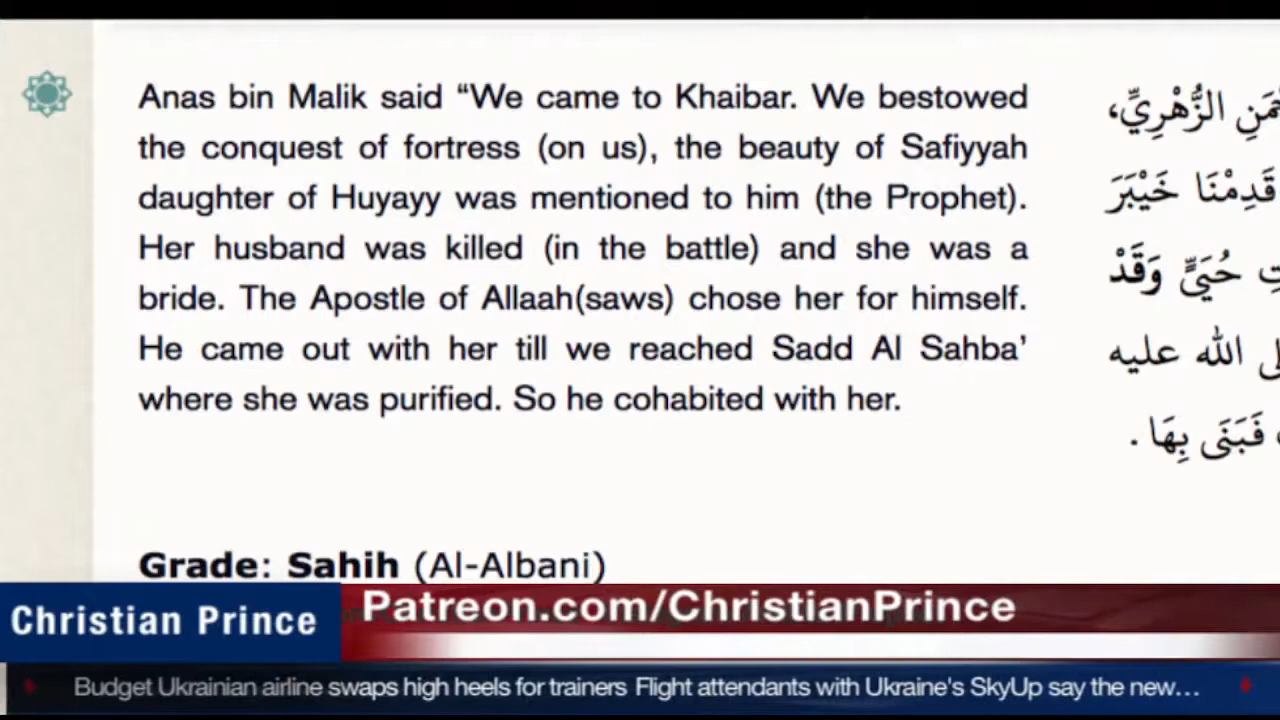 Anas bin Malik said “We came to Khaibar. We bestowed
the conquest of fortress (on us), the beauty of Safiyyah
daughter of Huyayy was mentioned to him (the Prophet).
Her husband was killed (in the battle) and she was a
bride. The Apostle of Allaah(saws) chose her for himself.
He came out with her till we reached Sadd Al Sahba’
where she was purified. So he cohabited with her.
الزُّهْرِيِّ،
قَدِمْنَا خَيْبَرَ
حُيَىٍّ وَقَدْ
الله عليه
فَبَنَى بِهَا .
Grade: Sahih (Al-Albani)
Christian Prince
Patreon.com/ChristianPrince
Budget Ukrainian airline swaps high heels for trainers Flight attendants with Ukraine's SkyUp say the new...